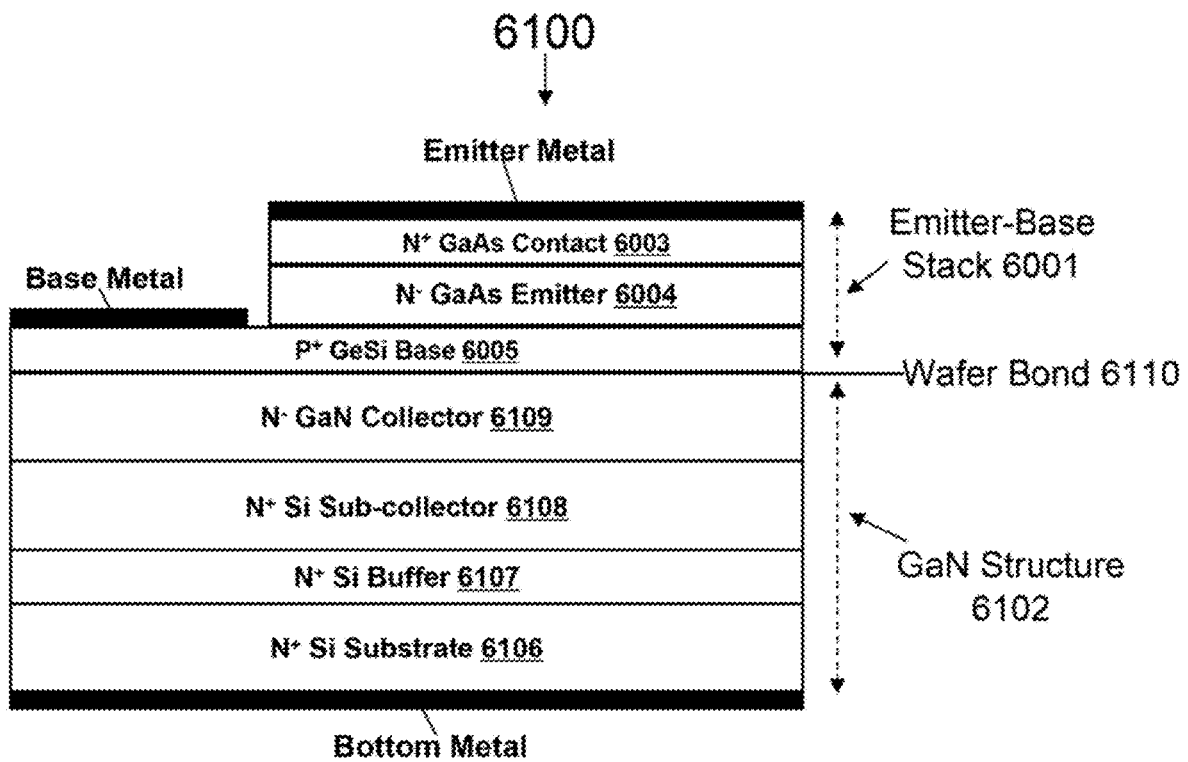 6100
Emitter Metal
N⁺ GaAs Contact 6003
Emitter-Base
Stack 6001
Base Metal
N⁻ GaAs Emitter 6004
P⁺ GeSi Base 6005
Wafer Bond 6110
N⁻ GaN Collector 6109
N⁺ Si Sub-collector 6108
GaN Structure
6102
N⁺ Si Buffer 6107
N⁺ Si Substrate 6106
Bottom Metal